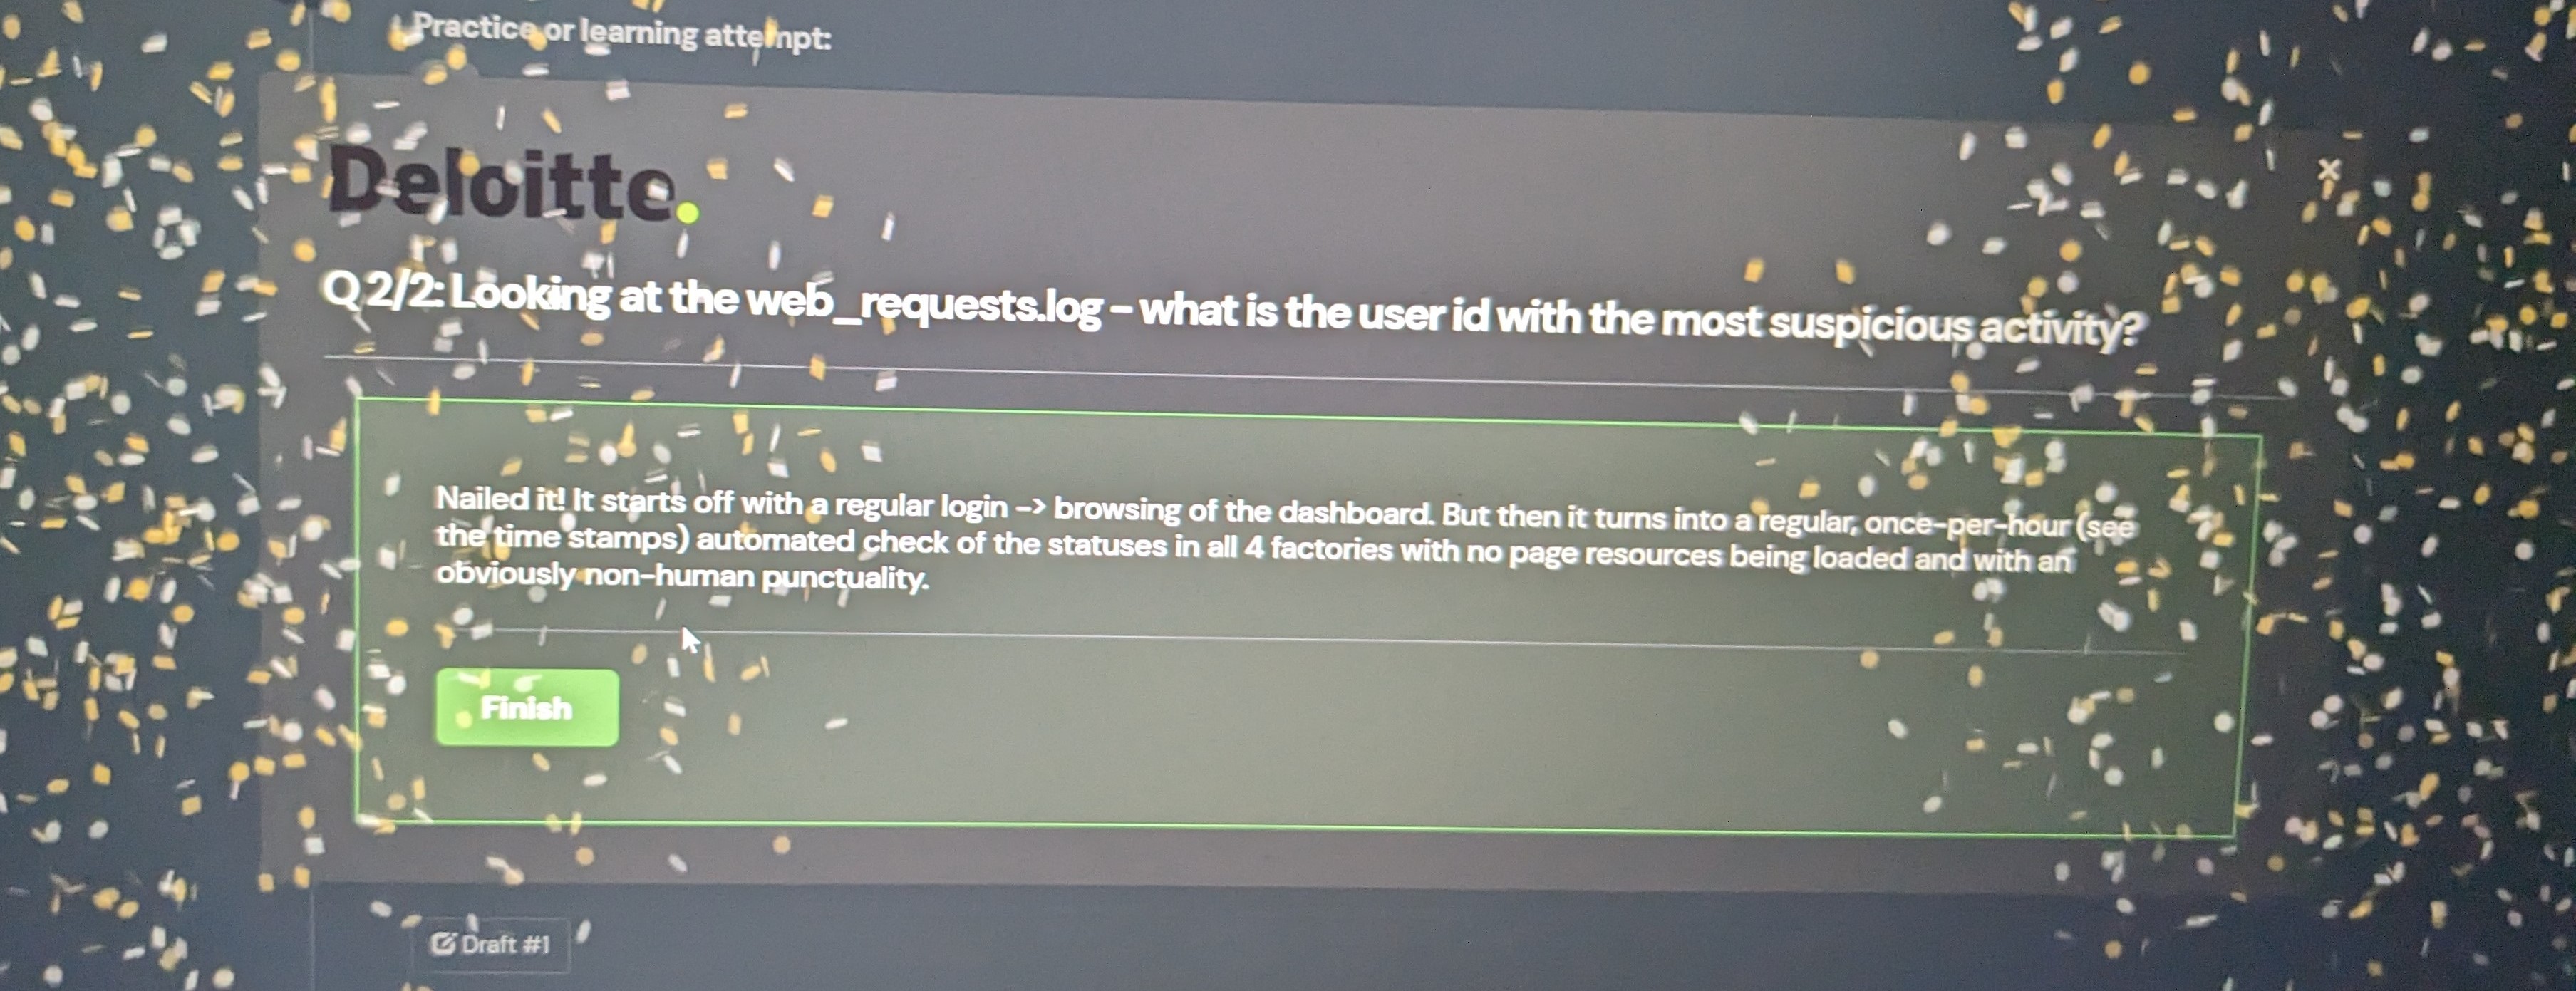 Practice or learning attempt:
Deloitte.
Q 2/2: Looking at the web_requests.log – what is the user id with the most suspicious activity?
Nailed it! It starts off with a regular login -> browsing of the dashboard. But then it turns into a regular, once-per-hour (see
the time stamps) automated check of the statuses in all 4 factories with no page resources being loaded and with an
obviously non-human punctuality.
Finish
Draft #1